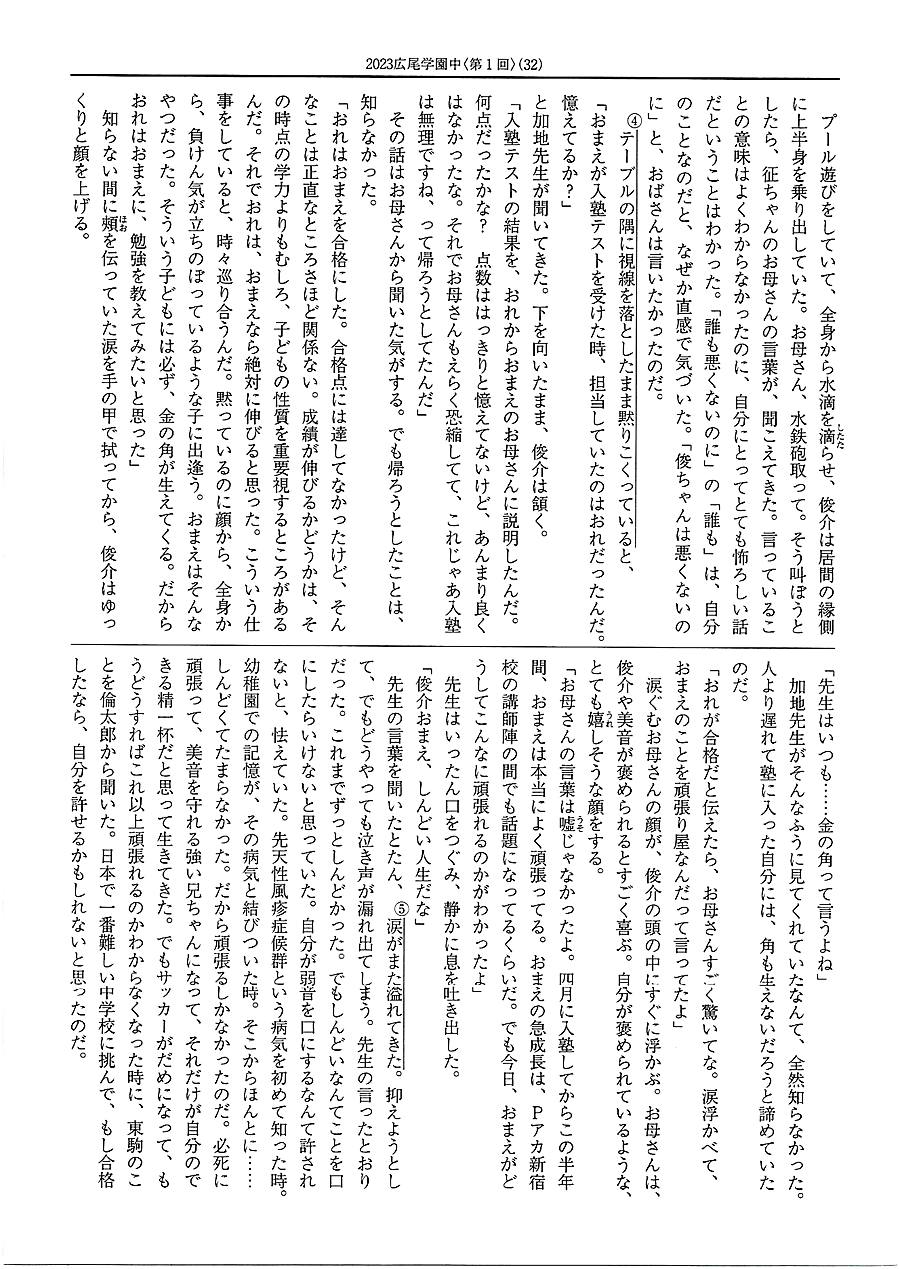 2023広尾学園中〈第1回〉(32)
プール遊びをしていて、全身から水滴を滴らせ、俊介は居間の縁側
したた
に上半身を乗り出していた。お母さん、水鉄砲取って。そう叫ぼうと
したら、征ちゃんのお母さんの言葉が、聞こえてきた。言っているこ
との意味はよくわからなかったのに、自分にとってとても怖ろしい話
だということはわかった。「誰も悪くないのに」の「誰も」は、自分
のことなのだと、なぜか直感で気づいた。「俊ちゃんは悪くないの
に」と、おばさんは言いたかったのだ。
④テーブルの隅に視線を落としたまま黙りこくっていると、
「おまえが入塾テストを受けた時、担当していたのはおれだったんだ。
憶えてるか?」
と加地先生が聞いてきた。下を向いたまま、俊介は頷く。
「入塾テストの結果を、おれからおまえのお母さんに説明したんだ。
何点だったかな? 点数ははっきりと憶えてないけど、あんまり良く
はなかったな。それでお母さんもえらく恐縮してて、これじゃあ入塾
は無理ですね、って帰ろうとしてたんだ」
その話はお母さんから聞いた気がする。でも帰ろうとしたことは、
知らなかった。
「おれはおまえを合格にした。合格点には達してなかったけど、そん
なことは正直なところさほど関係ない。成績が伸びるかどうかは、そ
の時点の学力よりもむしろ、子どもの性質を重要視するところがある
んだ。それでおれは、おまえなら絶対に伸びると思った。こういう仕
事をしていると、時々巡り合うんだ。黙っているのに顔から、全身か
ら、負けん気が立ちのぼっているような子に出逢う。おまえはそんな
やつだった。そういう子どもには必ず、金の角が生えてくる。だから
おれはおまえに、勉強を教えてみたいと思った」
知らない間に頬を伝っていた涙を手の甲で拭ってから、俊介はゆっ
ほお
くりと顔を上げる。
「先生はいつも……金の角って言うよね」
加地先生がそんなふうに見てくれていたなんて、全然知らなかった。
人より遅れて塾に入った自分には、角も生えないだろうと諦めていた
のだ。
「おれが合格だと伝えたら、お母さんすごく驚いてな。涙浮かべて、
おまえのことを頑張り屋なんだって言ってたよ」
涙ぐむお母さんの顔が、俊介の頭の中にすぐに浮かぶ。お母さんは、
俊介や美音が褒められるとすごく喜ぶ。自分が褒められているような、
とても嬉しそうな顔をする。
うれ
「お母さんの言葉は嘘じゃなかったよ。四月に入塾してからこの半年
うそ
間、おまえは本当によく頑張ってる。おまえの急成長は、Pアカ新宿
校の講師陣の間でも話題になってるくらいだ。でも今日、おまえがど
うしてこんなに頑張れるのかがわかったよ」
先生はいったん口をつぐみ、静かに息を吐き出した。
「俊介おまえ、しんどい人生だな」
先生の言葉を聞いたとたん、⑤涙がまた溢れてきた。抑えようとし
て、でもどうやっても泣き声が漏れ出てしまう。先生の言ったとおり
だった。これまでずっとしんどかった。でもしんどいなんてことを口
にしたらいけないと思っていた。自分が弱音を口にするなんて許され
ないと、怯えていた。先天性風疹症候群という病気を初めて知った時。
幼稚園での記憶が、その病気と結びついた時。そこからほんとに……
しんどくてたまらなかった。だから頑張るしかなかったのだ。必死に
頑張って、美音を守れる強い兄ちゃんになって、それだけが自分ので
きる精一杯だと思って生きてきた。でもサッカーがだめになって、も
うどうすればこれ以上頑張れるのかわからなくなった時に、東駒のこ
とを倫太郎から聞いた。日本で一番難しい中学校に挑んで、もし合格
したなら、自分を許せるかもしれないと思ったのだ。